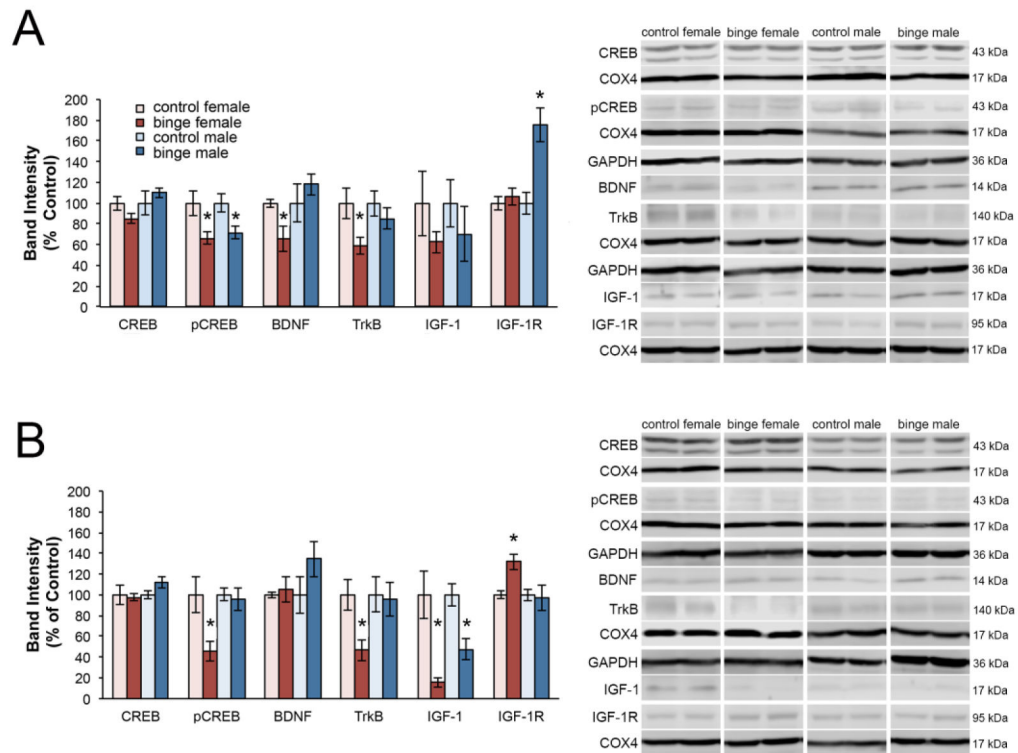 A
Band Intensity
(% Control)
200
180
160
140
120
100
80
60
40
20
0
control female
binge female
control male
binge male
* * * * *
CREB pCREB BDNF TrkB IGF-1 IGF-1R
control female binge female control male binge male
CREB 43 kDa
COX4 17 kDa
pCREB 43 kDa
COX4 17 kDa
GAPDH 36 kDa
BDNF 14 kDa
TrkB 140 kDa
COX4 17 kDa
GAPDH 36 kDa
IGF-1 17 kDa
IGF-1R 95 kDa
COX4 17 kDa
B
Band Intensity
(% of Control)
200
180
160
140
120
100
80
60
40
20
0
* * * * *
CREB pCREB BDNF TrkB IGF-1 IGF-1R
control female binge female control male binge male
CREB 43 kDa
COX4 17 kDa
pCREB 43 kDa
COX4 17 kDa
GAPDH 36 kDa
BDNF 14 kDa
TrkB 140 kDa
COX4 17 kDa
GAPDH 36 kDa
IGF-1 17 kDa
IGF-1R 95 kDa
COX4 17 kDa